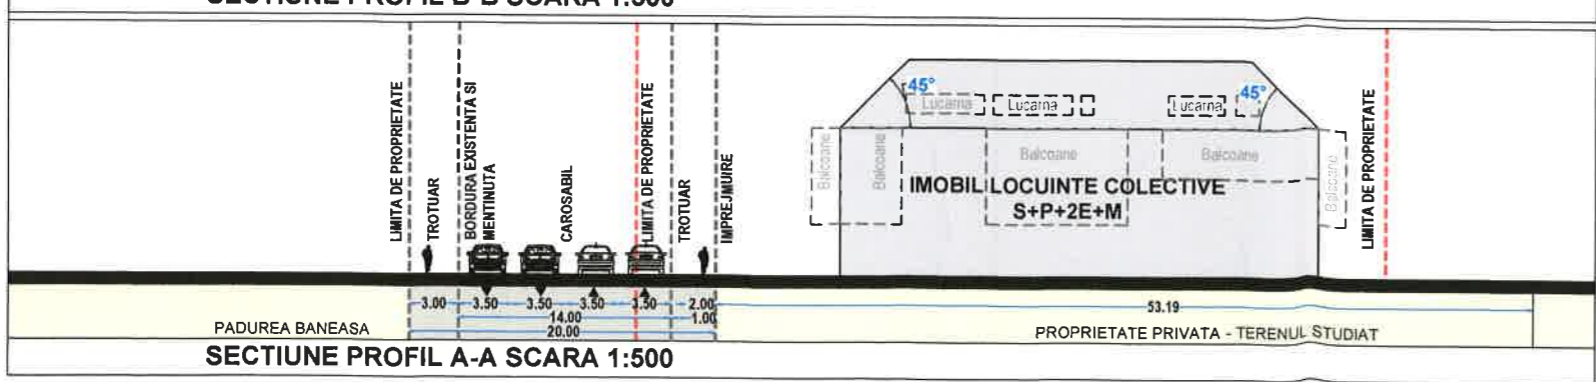 SECTIUNE PROFIL B-B SCARA 1:500
LIMITA DE PROPRIETATE
TROTUAR
BORDURA EXISTENTA SI
MENTINUTA
CAROSABIL
LIMITA DE PROPRIETATE
TROTUAR
IMPREJMUIRE
45°
Lucarna
Lucarna
Lucarna
45°
Balcoane
Balcoane
Balcoane
Balcoane
Balcoane
IMOBIL LOCUINTE COLECTIVE
S+P+2E+M
LIMITA DE PROPRIETATE
3.00 3.50 3.50 3.50 3.50 2.00
53.19
14.00 1.00
20.00
PADUREA BANEASA
PROPRIETATE PRIVATA - TERENUL STUDIAT
SECTIUNE PROFIL A-A SCARA 1:500